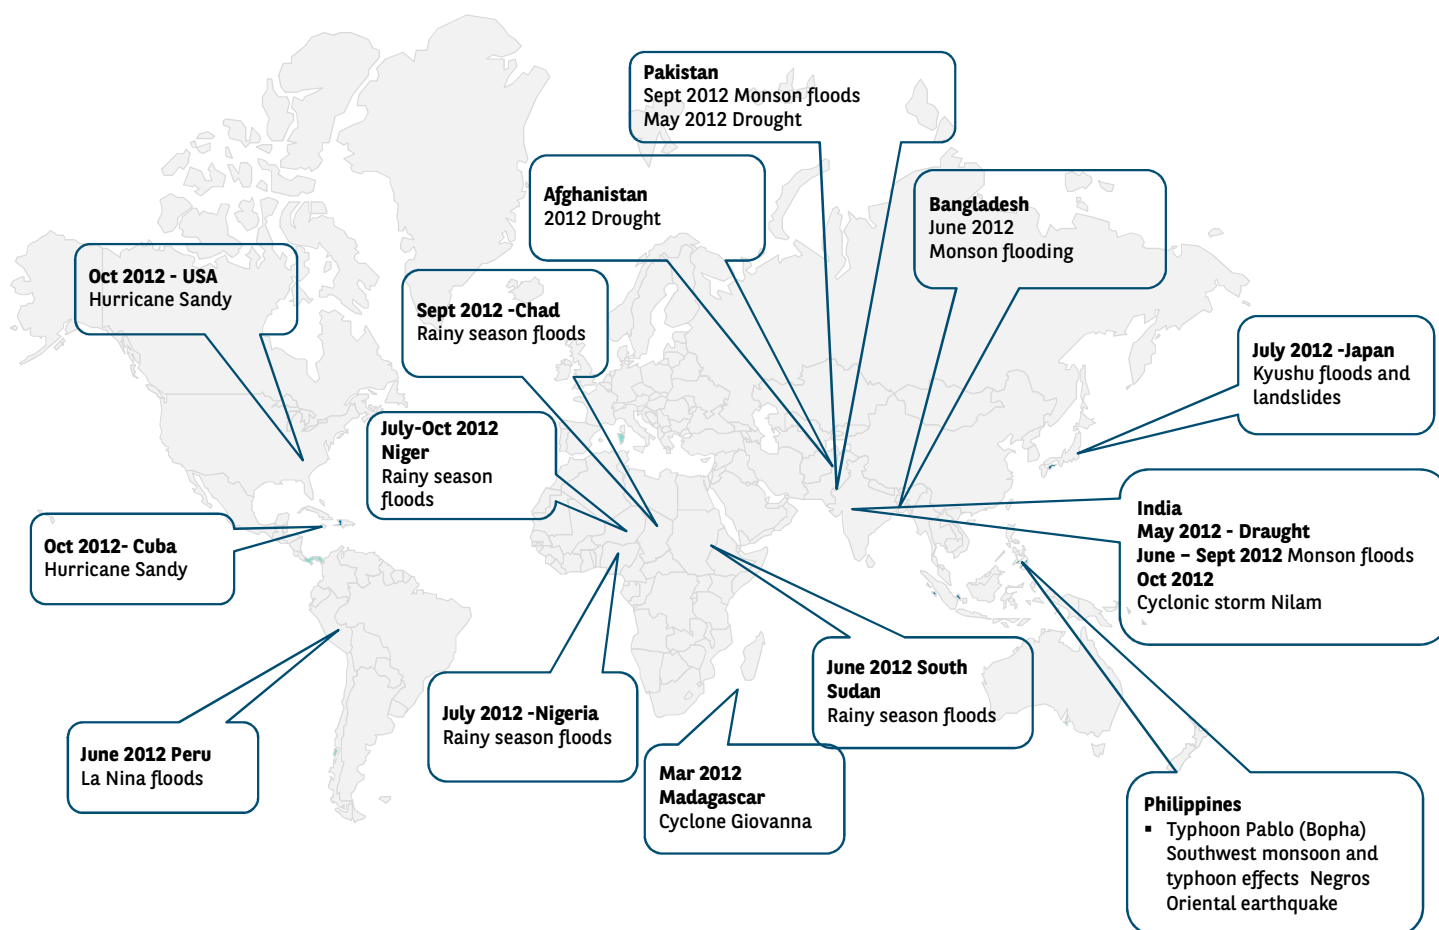 Pakistan
Sept 2012 Monson floods
May 2012 Drought
Afghanistan
2012 Drought
Bangladesh
June 2012
Monson flooding
Oct 2012 - USA
Hurricane Sandy
Sept 2012 -Chad
Rainy season floods
July 2012 -Japan
Kyushu floods and
landslides
July-Oct 2012
Niger
Rainy season
floods
India
May 2012 - Draught
June – Sept 2012 Monson floods
Oct 2012
Cyclonic storm Nilam
Oct 2012- Cuba
Hurricane Sandy
June 2012 South
Sudan
Rainy season floods
July 2012 -Nigeria
Rainy season floods
June 2012 Peru
La Nina floods
Mar 2012
Madagascar
Cyclone Giovanna
Philippines
▪ Typhoon Pablo (Bopha)
Southwest monsoon and
typhoon effects Negros
Oriental earthquake